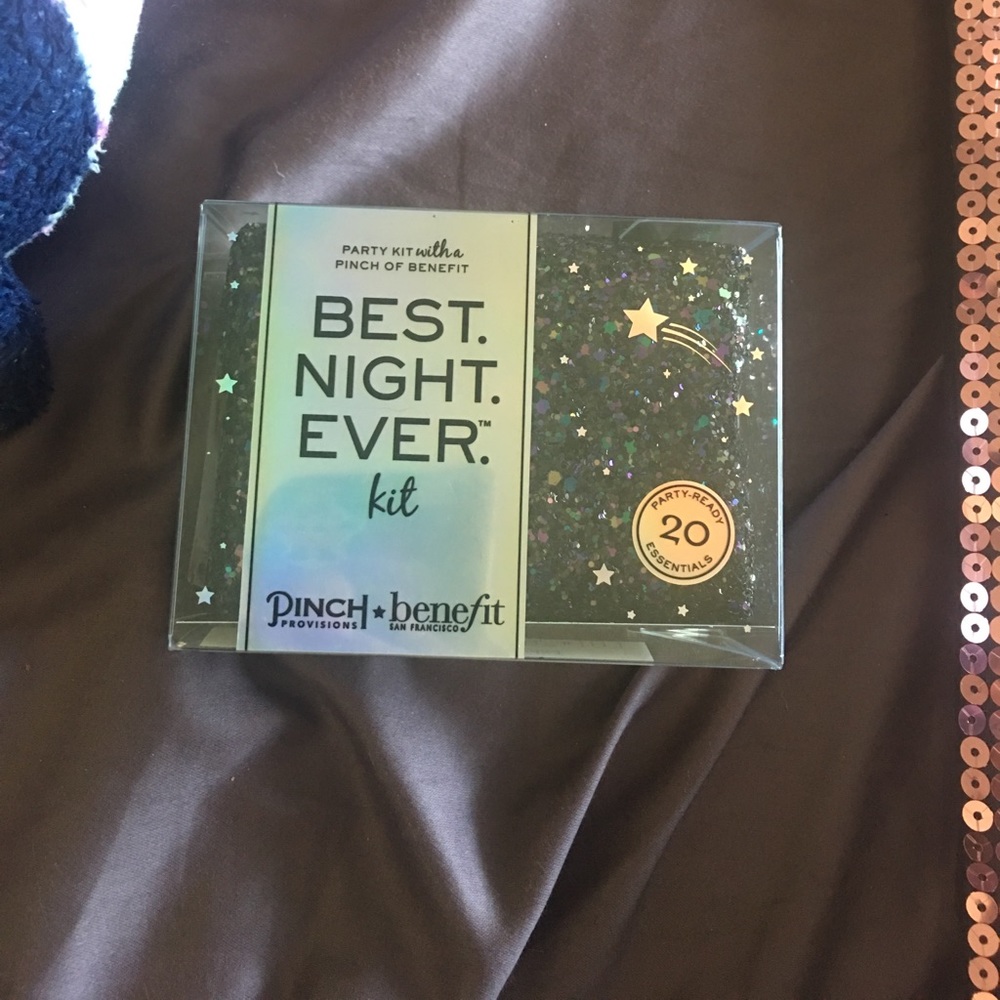 PARTY KIT with a
PINCH OF BENEFIT
BEST.
NIGHT.
EVER.™
kit
PINCH ★ benefit
PROVISIONS SAN FRANCISCO
PARTY-READY
20
ESSENTIALS